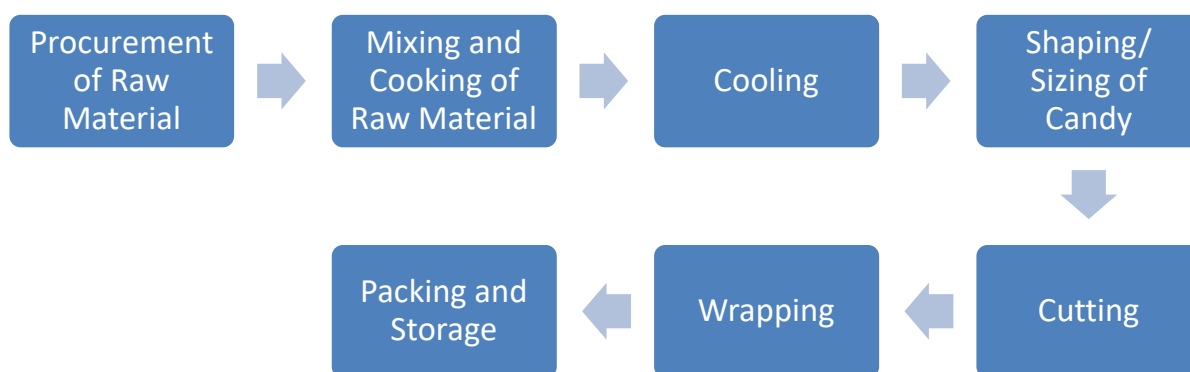 Procurement
of Raw
Material
Mixing and
Cooking of
Raw Material
Cooling
Shaping/
Sizing of
Candy
Cutting
Wrapping
Packing and
Storage